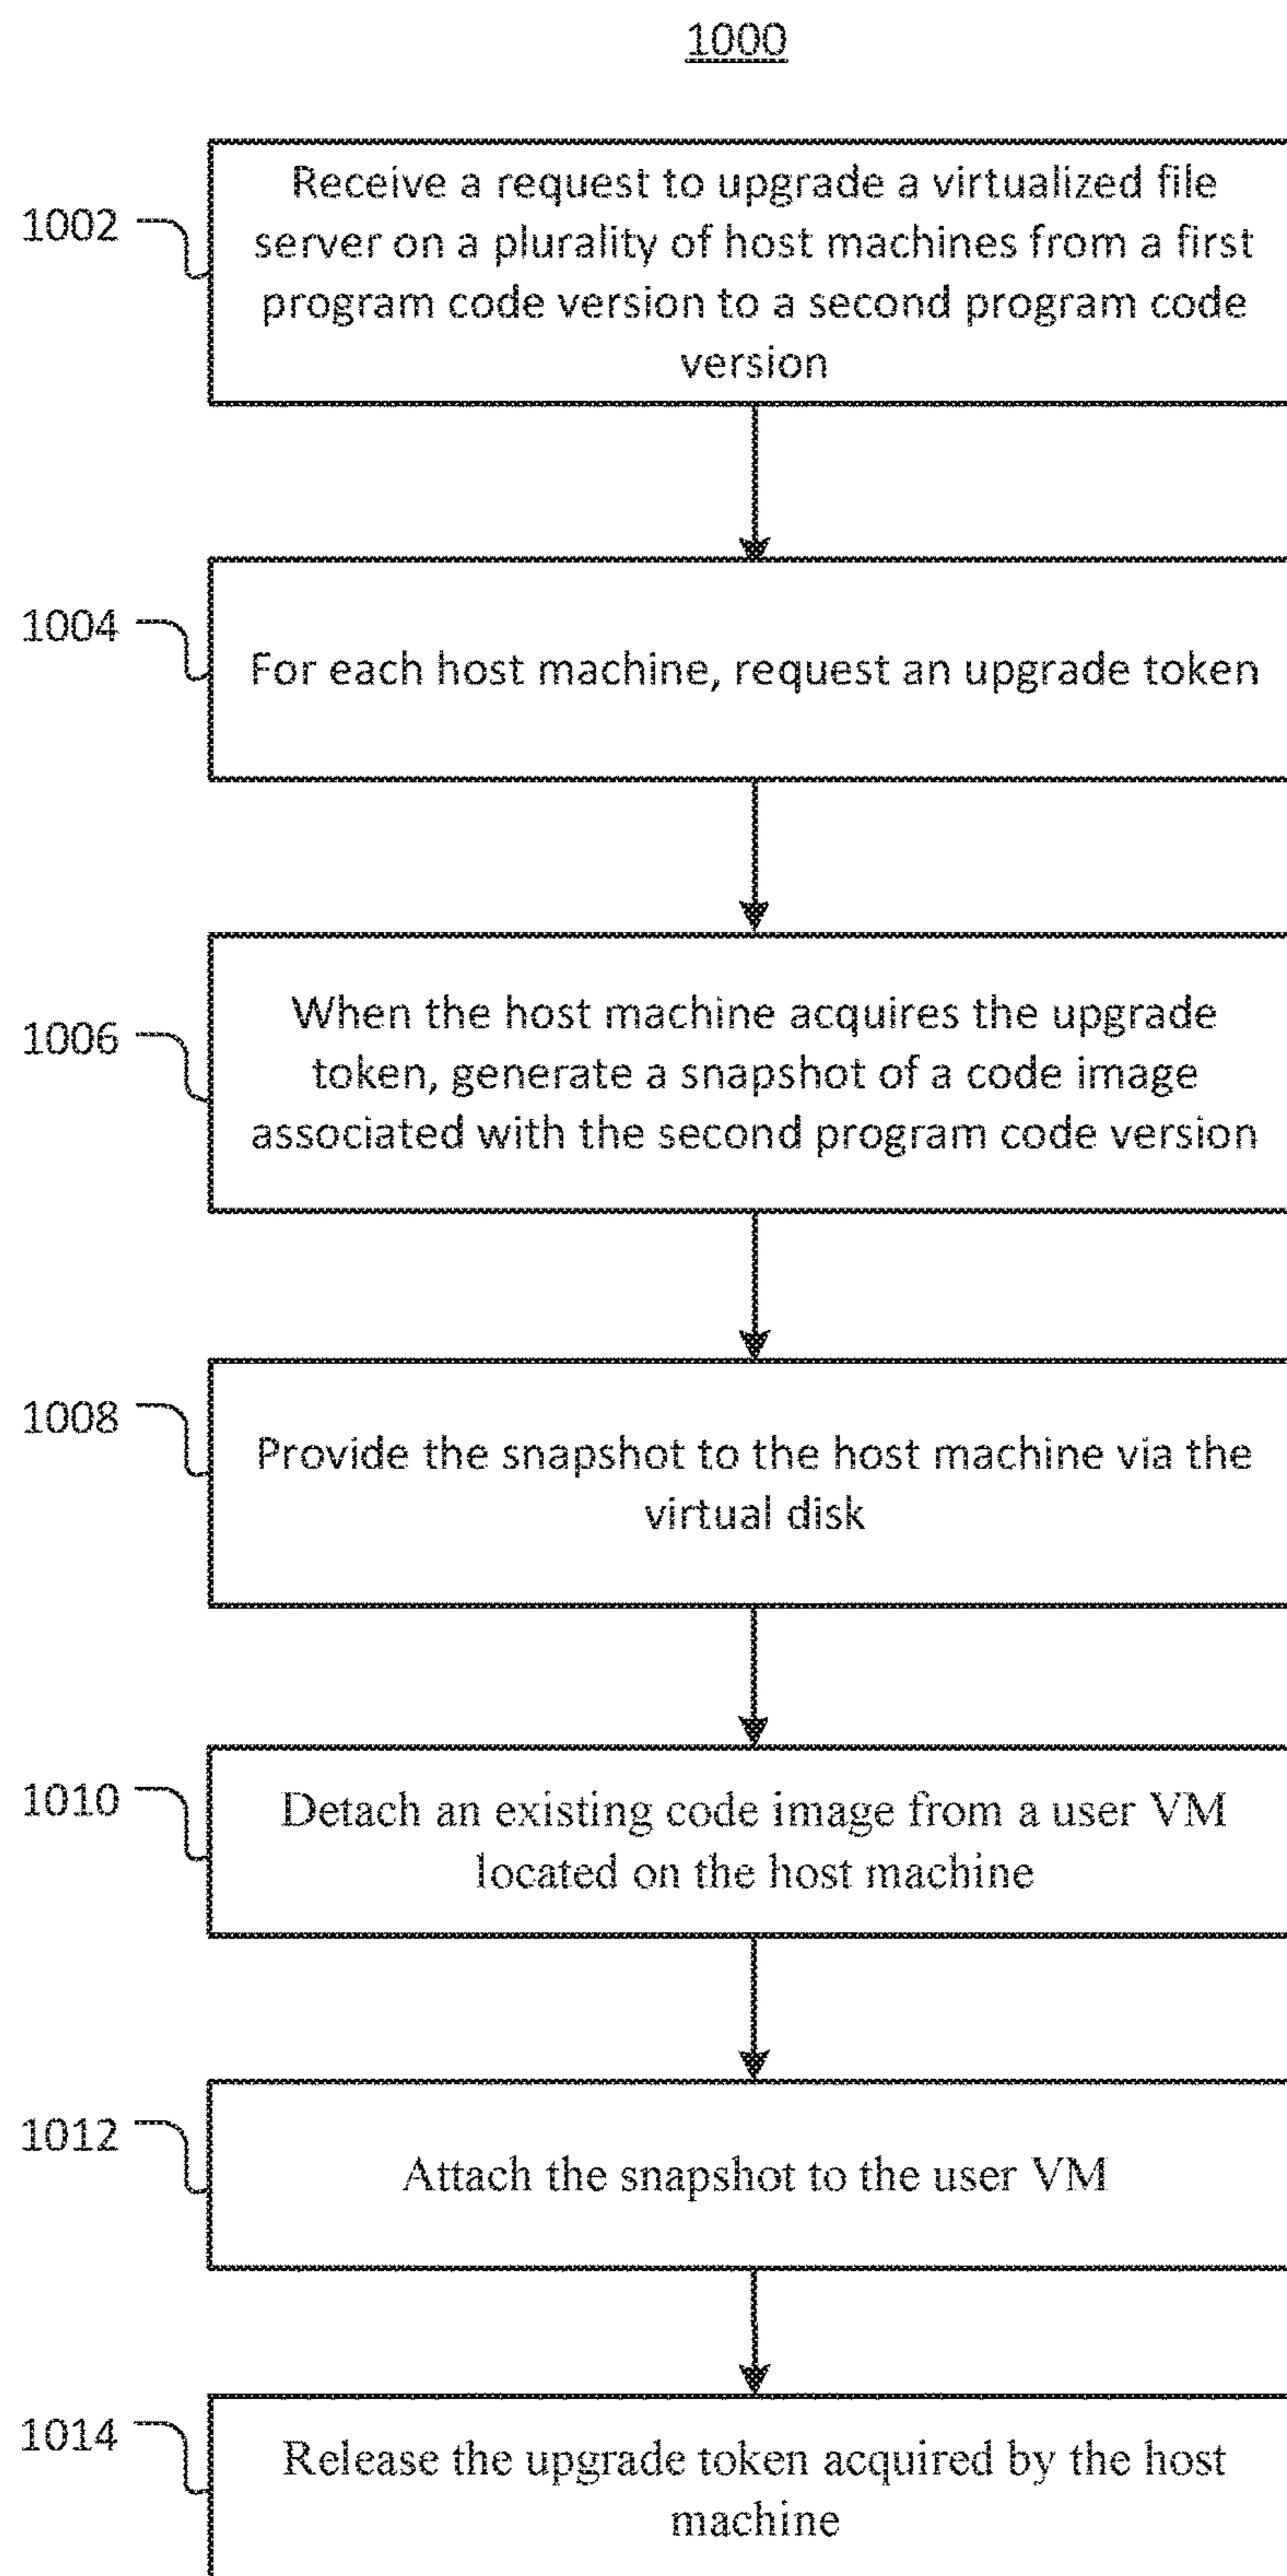 1000
1002
Receive a request to upgrade a virtualized file
server on a plurality of host machines from a first
program code version to a second program code
version
1004
For each host machine, request an upgrade token
1006
When the host machine acquires the upgrade
token, generate a snapshot of a code image
associated with the second program code version
1008
Provide the snapshot to the host machine via the
virtual disk
1010
Detach an existing code image from a user VM
located on the host machine
1012
Attach the snapshot to the user VM
1014
Release the upgrade token acquired by the host
machine